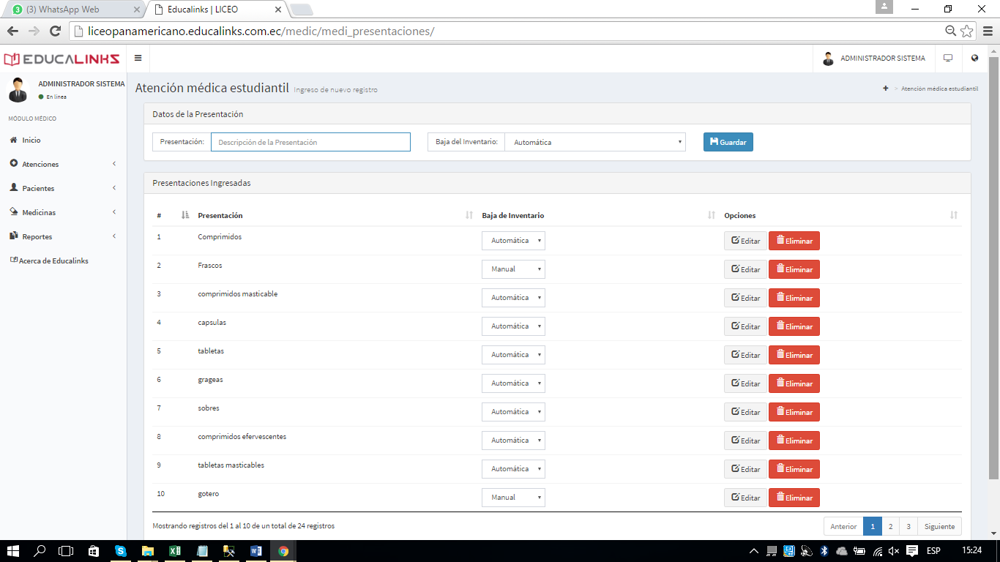 (3) WhatsApp Web
Educalinks | LICEO
liceopanamericano.educalinks.com.ec/medic/medi_presentaciones/
EDUCALINKS
ADMINISTRADOR SISTEMA
ADMINISTRADOR SISTEMA
En línea
MÓDULO MÉDICO
Inicio
Atenciones
Pacientes
Medicinas
Reportes
Acerca de Educalinks
Atención médica estudiantil Ingreso de nuevo registro
> Atención médica estudiantil
Datos de la Presentación
Presentación: Descripción de la Presentación Baja del Inventario: Automática Guardar
Presentaciones Ingresadas
# Presentación Baja de Inventario Opciones
1 Comprimidos Automática Editar Eliminar
2 Frascos Manual Editar Eliminar
3 comprimidos masticable Automática Editar Eliminar
4 capsulas Automática Editar Eliminar
5 tabletas Automática Editar Eliminar
6 grageas Automática Editar Eliminar
7 sobres Automática Editar Eliminar
8 comprimidos efervescentes Automática Editar Eliminar
9 tabletas masticables Automática Editar Eliminar
10 gotero Manual Editar Eliminar
Mostrando registros del 1 al 10 de un total de 24 registros
Anterior 1 2 3 Siguiente
ESP 15:24